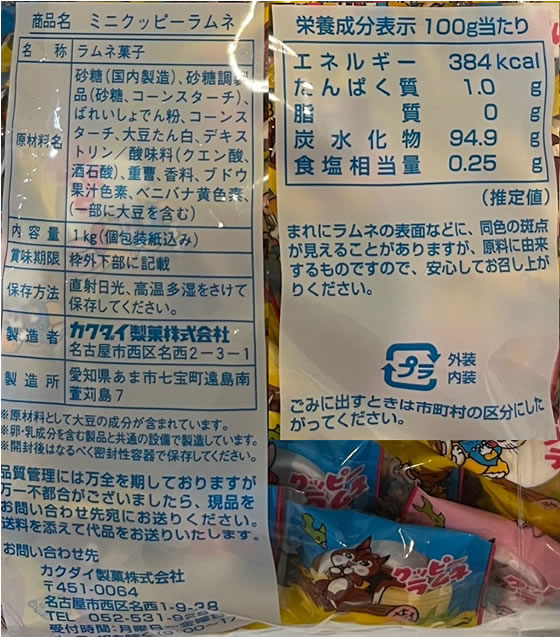 商品名 ミニクッピーラムネ
名称 ラムネ菓子
原材料名
砂糖(国内製造)、砂糖調製
品(砂糖、コーンスターチ)、
ばれいしょでん粉、コーンス
ターチ、大豆たん白、デキス
トリン/酸味料(クエン酸、
酒石酸)、重曹、香料、ブドウ
果汁色素、ベニバナ黄色素、
(一部に大豆を含む)
内容量 1kg(個包装紙込み)
賞味期限 枠外下部に記載
保存方法 直射日光、高温多湿をさけて
保存してください。
製造者 カクダイ製菓株式会社
名古屋市西区名西2-3-1
製造所 愛知県あま市七宝町遠島南
萱苅島7
※原材料として大豆の成分が含まれています。
※卵・乳成分を含む製品と共通の設備で製造しています。
※開封後はなるべく密封性容器で保存してください。
品質管理には万全を期しておりますが
万一不都合がございましたら、現品を
お問い合わせ先宛にお送りください。
送料を添えて代品をお送りいたします。
お問い合わせ先
カクダイ製菓株式会社
〒451-0064
名古屋市西区名西1-9-38
TEL 052-531-92
受付時間:月曜日~金曜日
栄養成分表示 100g当たり
エネルギー 384kcal
たんぱく質 1.0 g
脂質 0 g
炭水化物 94.9 g
食塩相当量 0.25 g
(推定値)
まれにラムネの表面などに、同色の斑点
が見えることがありますが、原料に由来
するものですので、安心してお召し上が
りください。
プラ
外装
内装
ごみに出すときは市町村の区分にした
がってください。
クッピー
ラムネ
クッピー
ラムネ